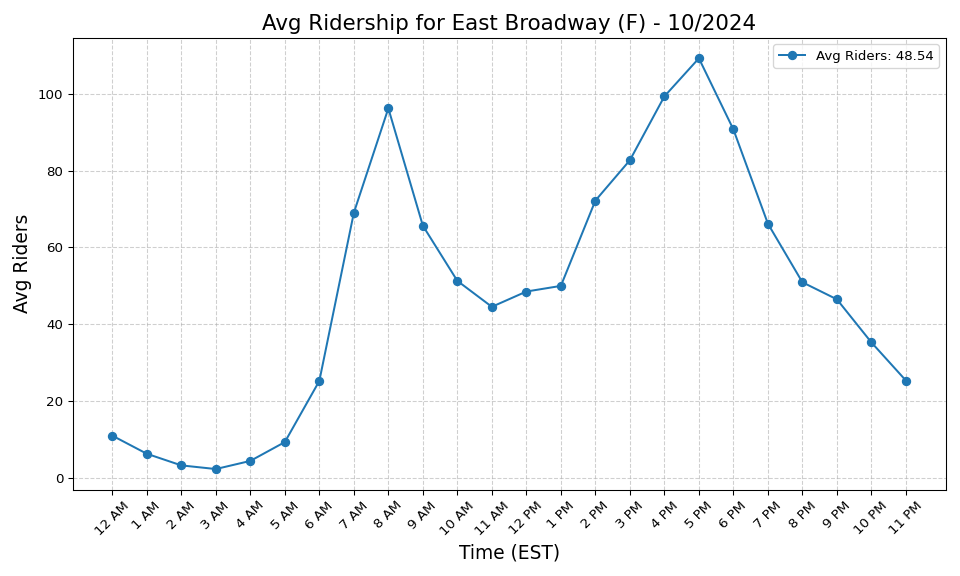 Avg Ridership for East Broadway (F) - 10/2024
Avg Riders: 48.54
Avg Riders
100
80
60
40
20
0
12 AM
1 AM
2 AM
3 AM
4 AM
5 AM
6 AM
7 AM
8 AM
9 AM
10 AM
11 AM
12 PM
1 PM
2 PM
3 PM
4 PM
5 PM
6 PM
7 PM
8 PM
9 PM
10 PM
11 PM
Time (EST)